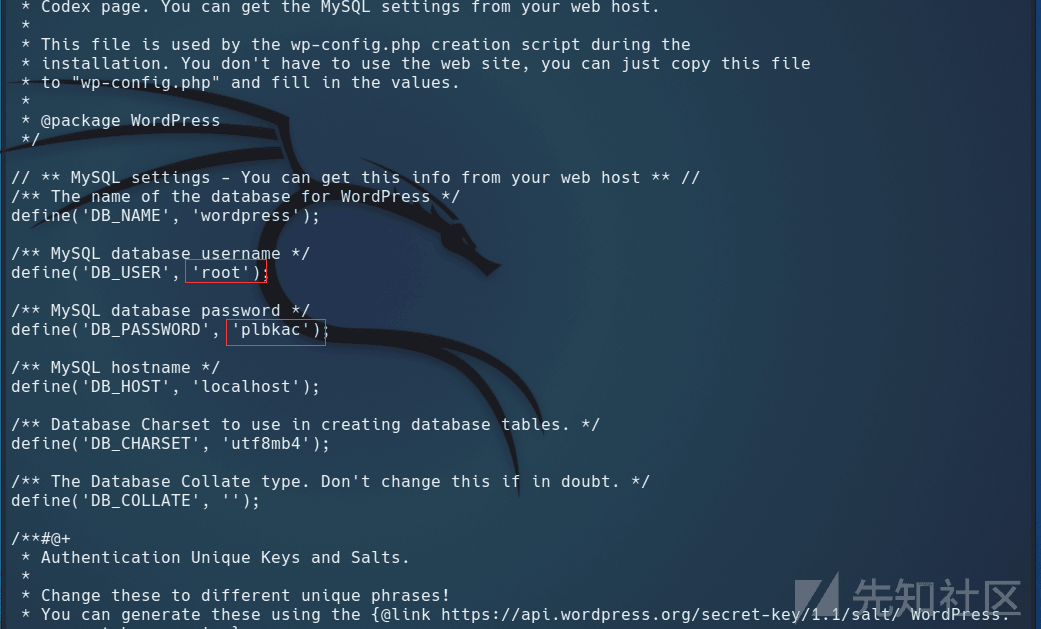 * Codex page. You can get the MySQL settings from your web host.
 *
 * This file is used by the wp-config.php creation script during the
 * installation. You don't have to use the web site, you can just copy this file
 * to "wp-config.php" and fill in the values.
 *
 * @package WordPress
 */

// ** MySQL settings - You can get this info from your web host ** //
/** The name of the database for WordPress */
define('DB_NAME', 'wordpress');

/** MySQL database username */
define('DB_USER', 'root');

/** MySQL database password */
define('DB_PASSWORD', 'plbkac');

/** MySQL hostname */
define('DB_HOST', 'localhost');

/** Database Charset to use in creating database tables. */
define('DB_CHARSET', 'utf8mb4');

/** The Database Collate type. Don't change this if in doubt. */
define('DB_COLLATE', '');

/**#@+
 * Authentication Unique Keys and Salts.
 *
 * Change these to different unique phrases!
 * You can generate these using the {@link https://api.wordpress.org/secret-key/1.1/salt/ WordPress.
先知社区